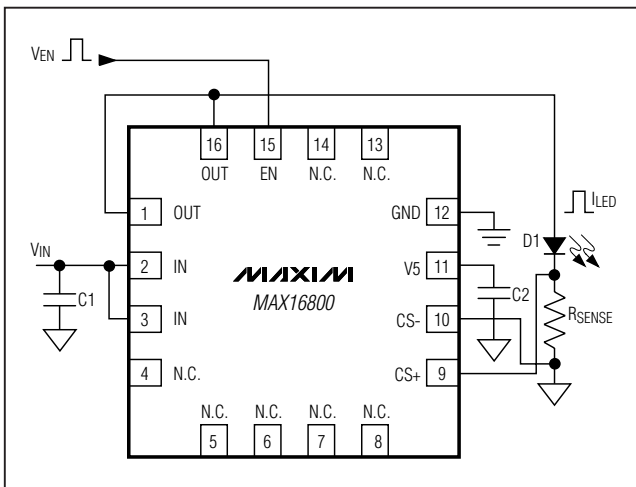 VEN
16 15 14 13
OUT EN N.C. N.C.
1 OUT
GND 12
ILED
D1
VIN
2 IN
V5 11
C1
MAXIM
MAX16800
C2
3 IN
CS- 10
RSENSE
4 N.C.
CS+ 9
N.C. N.C. N.C. N.C.
5 6 7 8